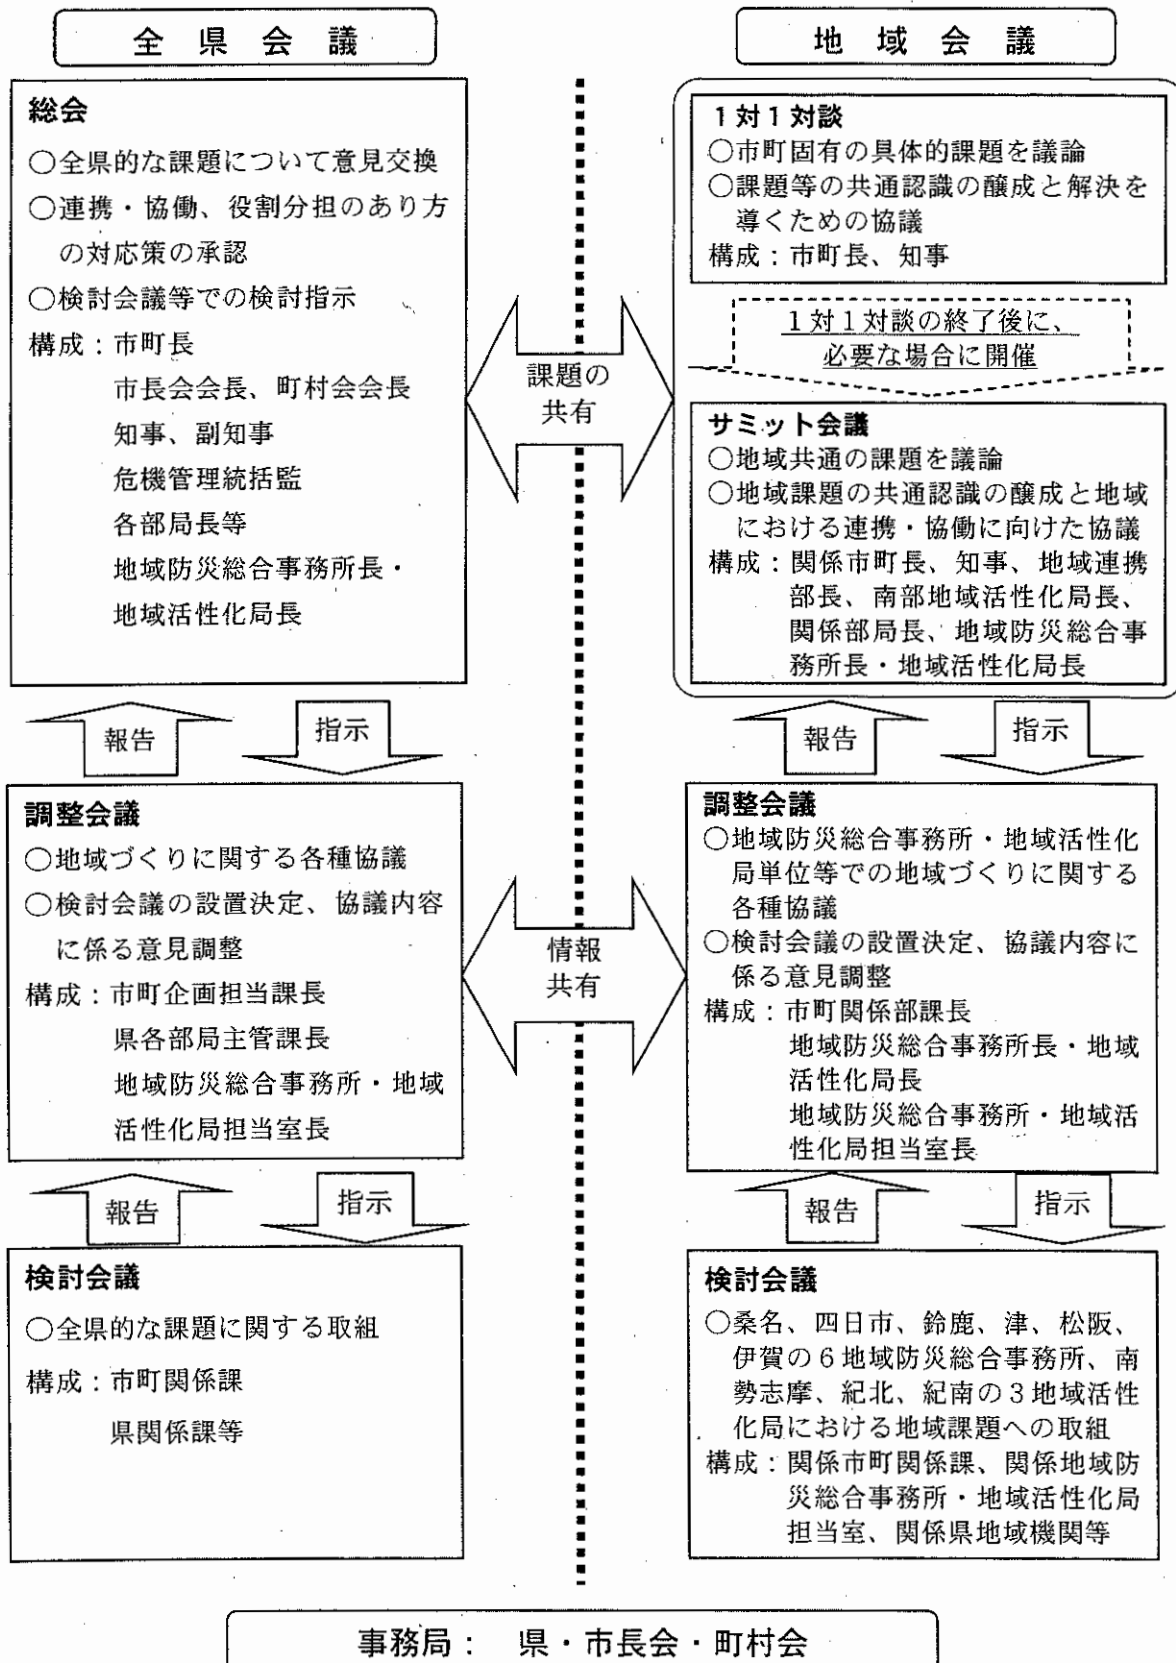 全県会議
総会
○全県的な課題について意見交換
○連携・協働、役割分担のあり方
の対応策の承認
○検討会議等での検討指示
構成：市町長
市長会会長、町村会会長
知事、副知事
危機管理統括監
各部局長等
地域防災総合事務所長・
地域活性化局長
報告
指示
調整会議
○地域づくりに関する各種協議
○検討会議の設置決定、協議内容
に係る意見調整
構成：市町企画担当課長
県各部局主管課長
地域防災総合事務所・地域
活性化局担当室長
報告
指示
検討会議
○全県的な課題に関する取組
構成：市町関係課
県関係課等
課題の
共有
情報
共有
地域会議
１対１対談
○市町固有の具体的課題を議論
○課題等の共通認識の醸成と解決を
導くための協議
構成：市町長、知事
１対１対談の終了後に、
必要な場合に開催
サミット会議
○地域共通の課題を議論
○地域課題の共通認識の醸成と地域
における連携・協働に向けた協議
構成：関係市町長、知事、地域連携
部長、南部地域活性化局長、
関係部局長、地域防災総合事
務所長・地域活性化局長
報告
指示
調整会議
○地域防災総合事務所・地域活性化
局単位等での地域づくりに関する
各種協議
○検討会議の設置決定、協議内容に
係る意見調整
構成：市町関係部課長
地域防災総合事務所長・地域
活性化局長
地域防災総合事務所・地域活
性化局担当室長
報告
指示
検討会議
○桑名、四日市、鈴鹿、津、松阪、
伊賀の６地域防災総合事務所、南
勢志摩、紀北、紀南の３地域活性
化局における地域課題への取組
構成：関係市町関係課、関係地域防
災総合事務所・地域活性化局
担当室、関係県地域機関等
事務局：　県・市長会・町村会